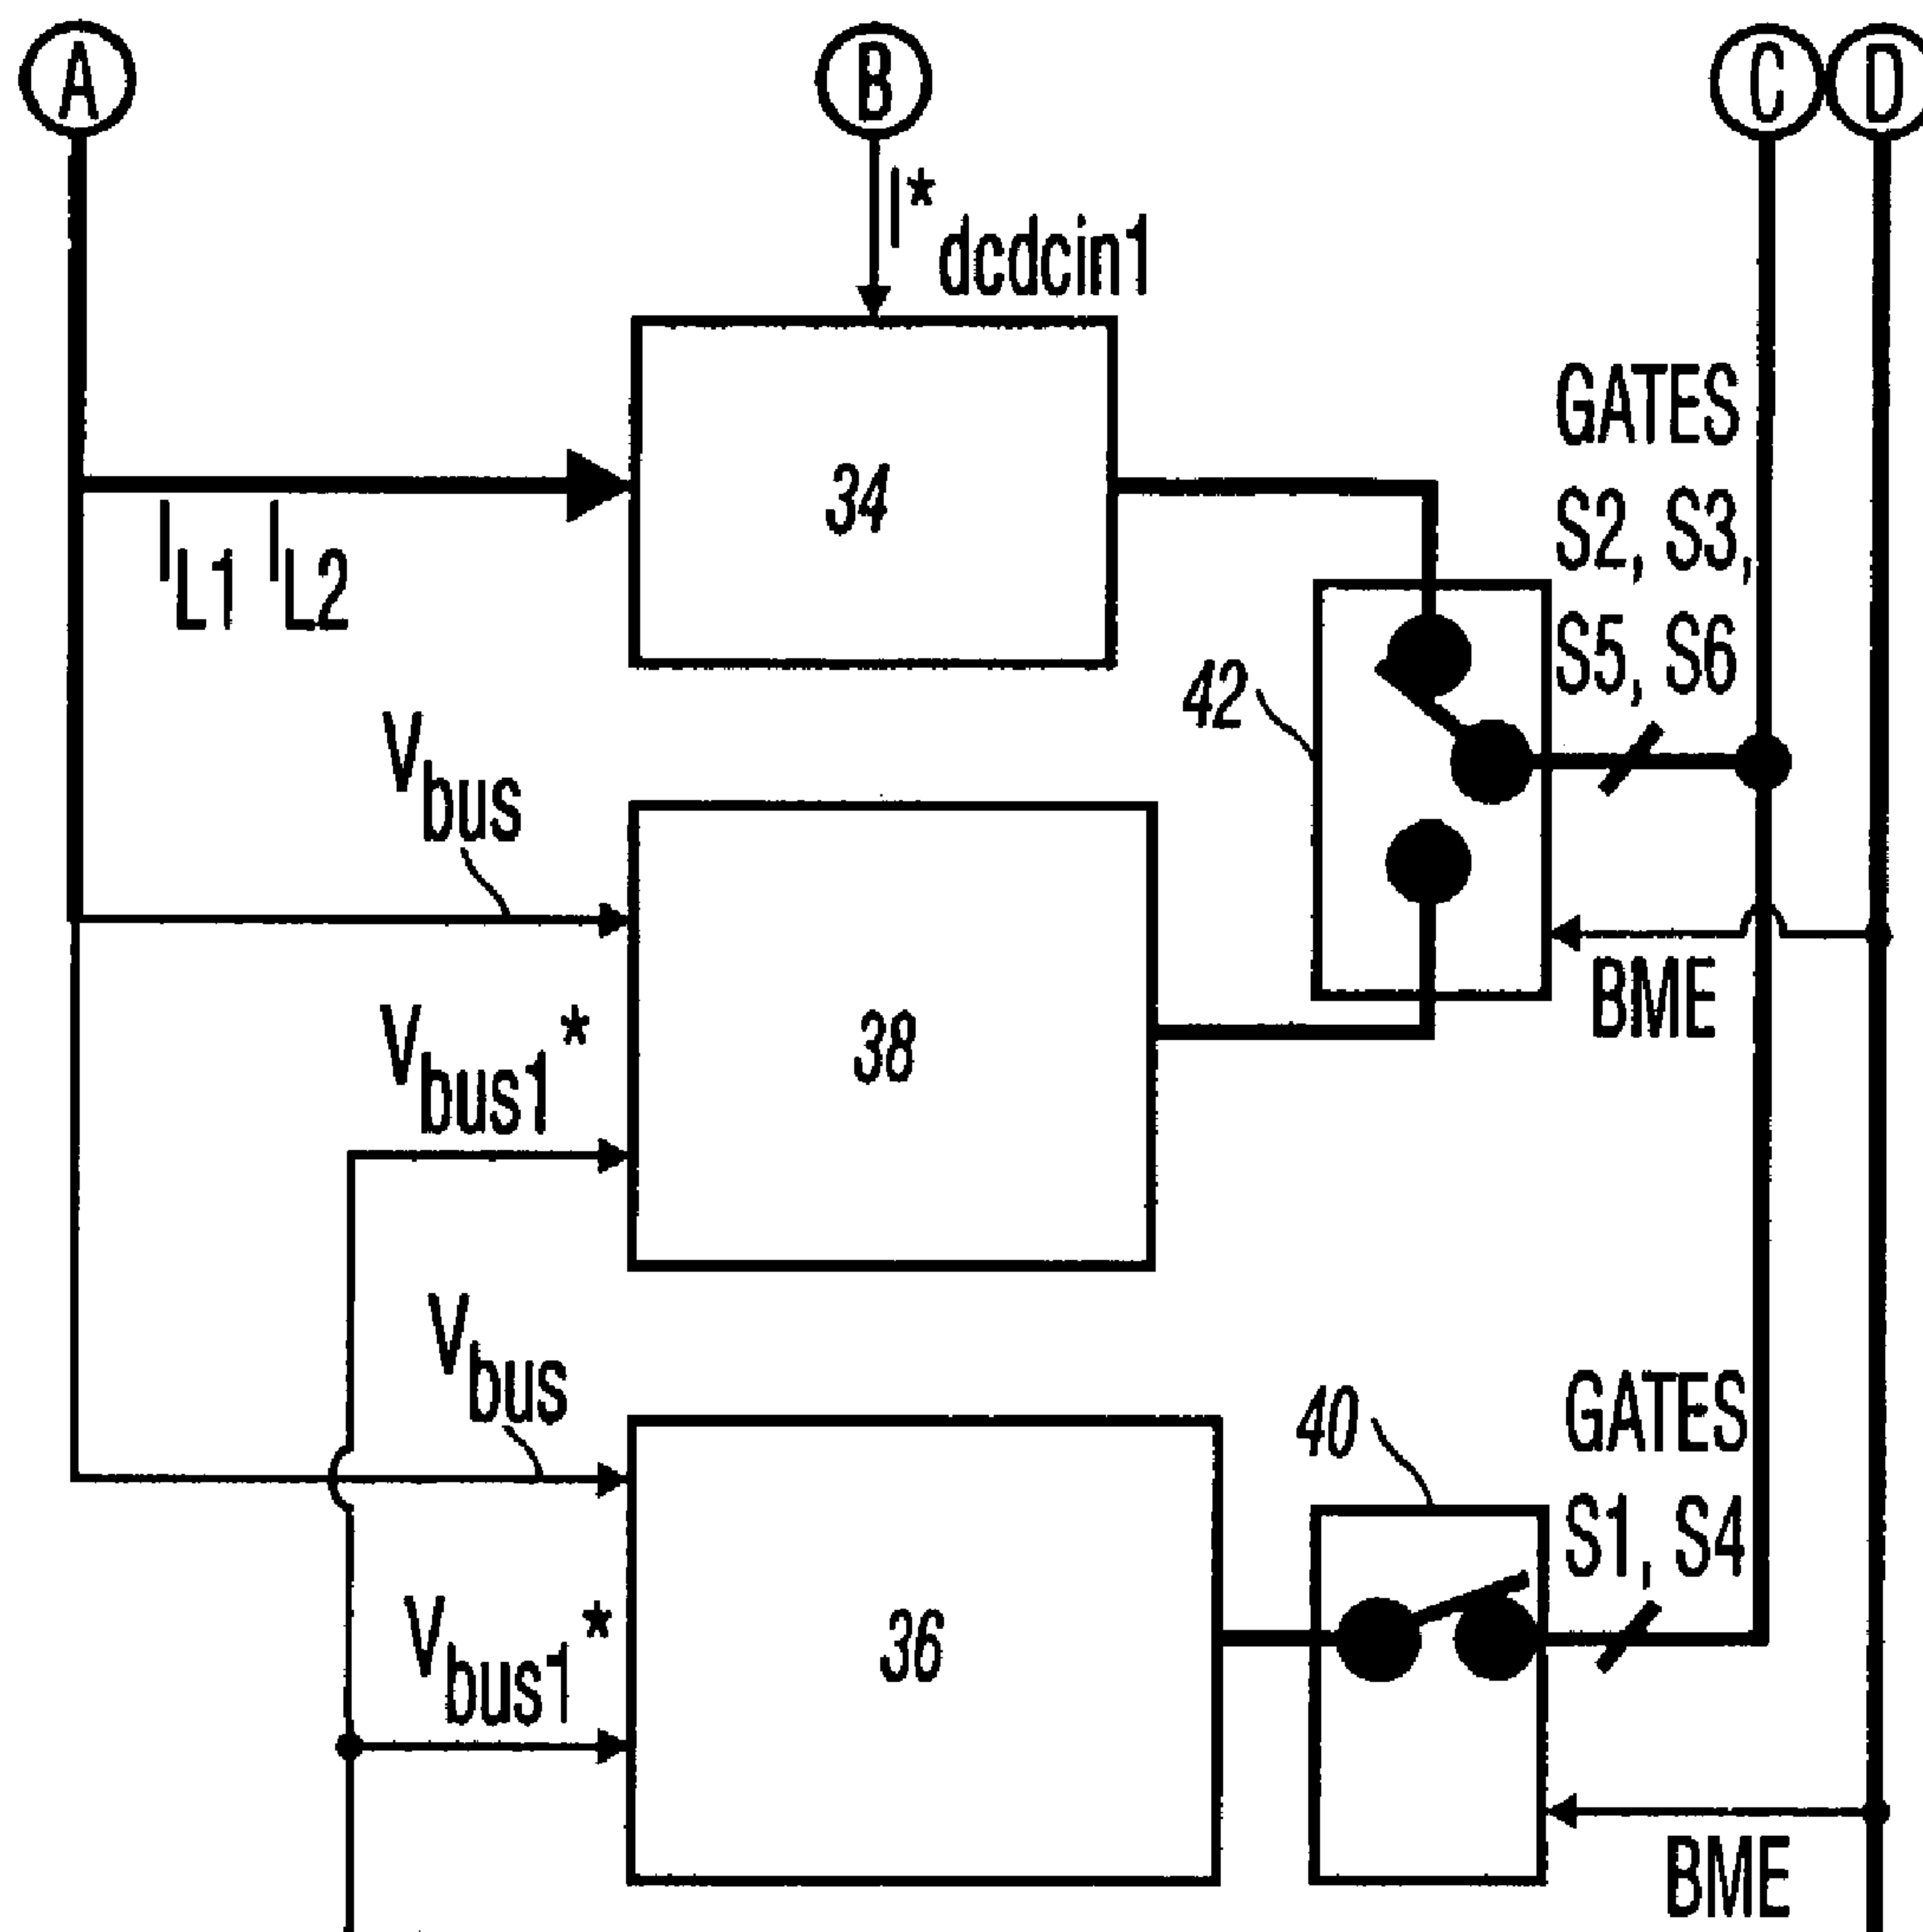 A
B
C
D
I*dcdcin1
GATES
S2, S3,
S5, S6
34
IL1 IL2
42
Vbus
BME
38
Vbus1*
Vbus
40
GATES
S1, S4
36
Vbus1*
BME